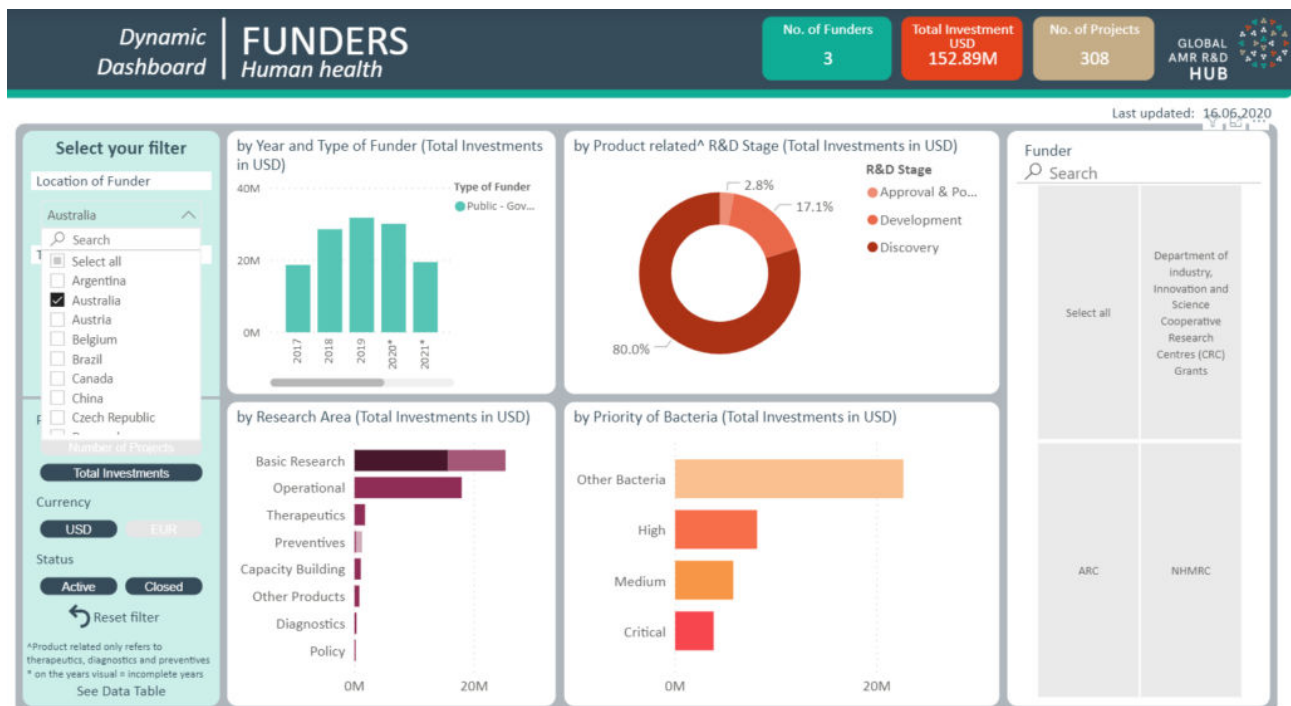 Dynamic
Dashboard
FUNDERS
Human health
No. of Funders
3
Total Investment
USD
152.89M
No. of Projects
308
GLOBAL
AMR R&D
HUB
Last updated: 16.06.2020
Select your filter
Location of Funder
Australia
Search
Select all
Argentina
Australia
Austria
Belgium
Brazil
Canada
China
Czech Republic
Number of Projects
Total Investments
Currency
USD
EUR
Status
Active
Closed
Reset filter
^Product related only refers to
therapeutics, diagnostics and preventives
* on the years visual = incomplete years
See Data Table
by Year and Type of Funder (Total Investments
in USD)
40M
20M
0M
2017
2018
2019
2020*
2021*
Type of Funder
Public - Gov...
by Product related^ R&D Stage (Total Investments in USD)
2.8%
17.1%
80.0%
R&D Stage
Approval & Po...
Development
Discovery
by Research Area (Total Investments in USD)
Basic Research
Operational
Therapeutics
Preventives
Capacity Building
Other Products
Diagnostics
Policy
0M
20M
by Priority of Bacteria (Total Investments in USD)
Other Bacteria
High
Medium
Critical
0M
20M
Funder
Search
Select all
Department of
industry,
Innovation and
Science
Cooperative
Research
Centres (CRC)
Grants
ARC
NHMRC